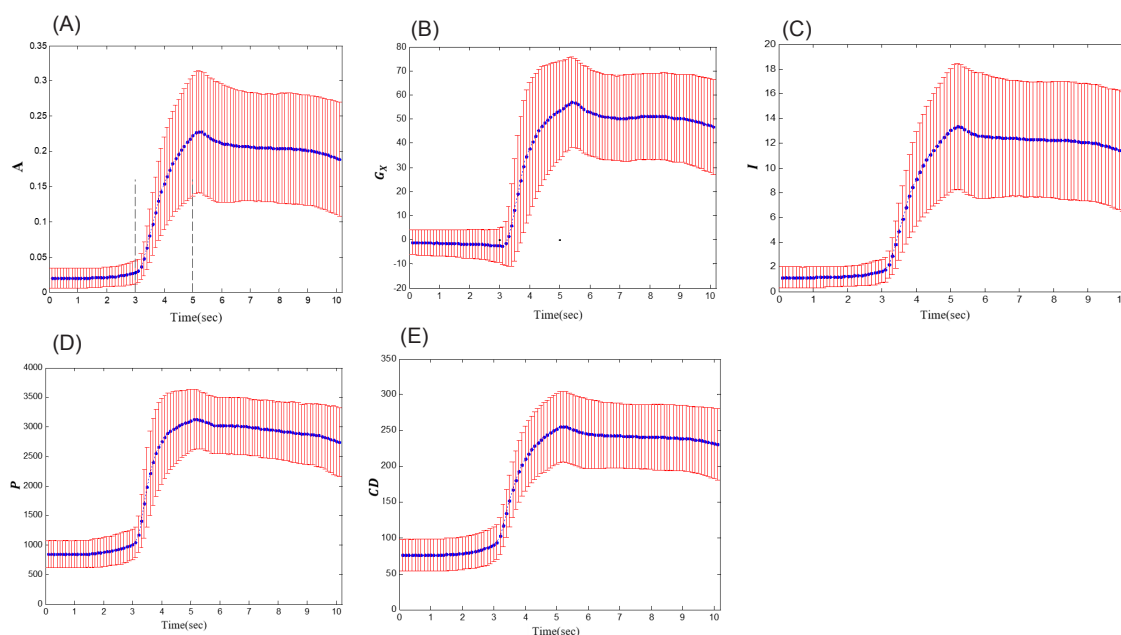 (A)
0.35
0.3
0.25
0.2
0.15
0.1
0.05
0
A
0 1 2 3 4 5 6 7 8 9 10
Time(sec)
(B)
80
70
60
50
40
30
20
10
0
-10
-20
G_X
0 1 2 3 4 5 6 7 8 9 10
Time(sec)
(C)
20
18
16
14
12
10
8
6
4
2
0
I
0 1 2 3 4 5 6 7 8 9 10
Time(sec)
(D)
4000
3500
3000
2500
2000
1500
1000
500
0
P
0 1 2 3 4 5 6 7 8 9 10
Time(sec)
(E)
350
300
250
200
150
100
50
0
CD
0 1 2 3 4 5 6 7 8 9 10
Time(sec)